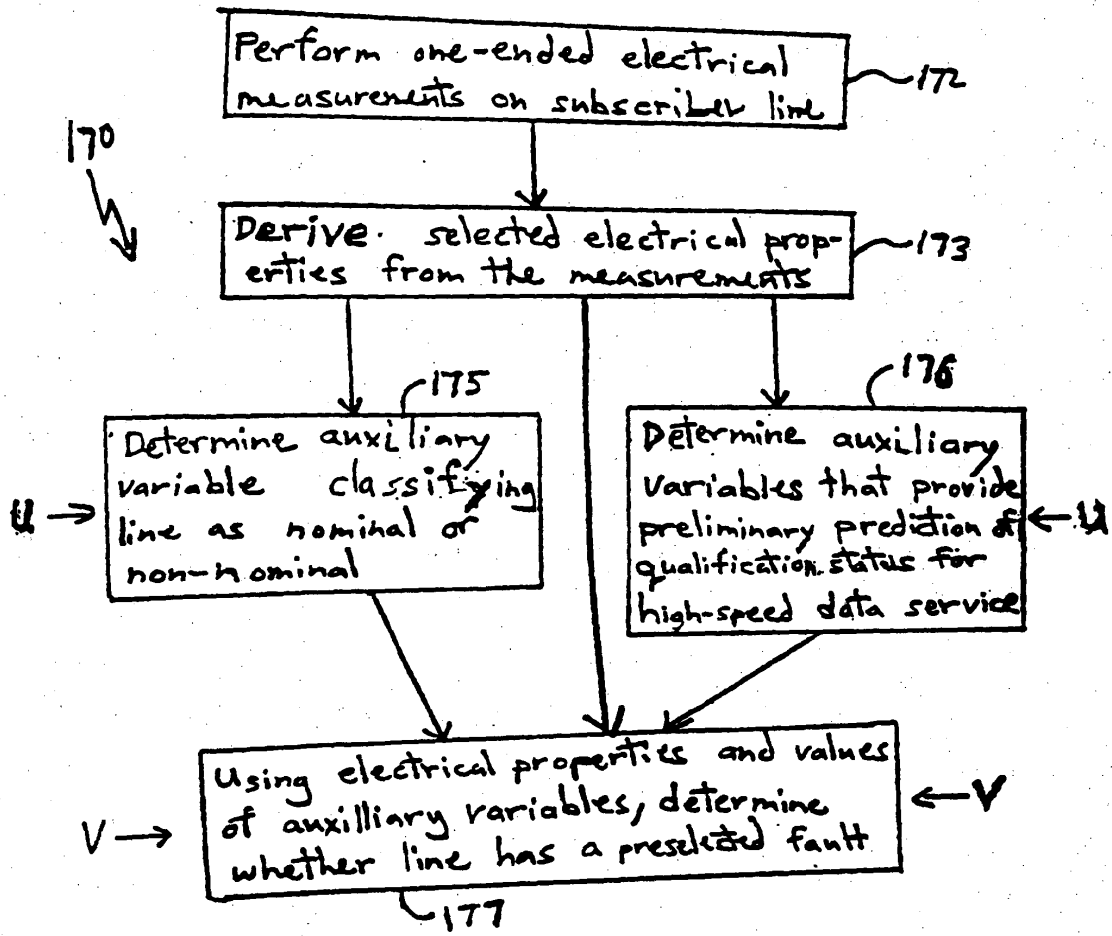 Perform one-ended electrical
measurements on subscriber line
172
170
Derive. selected electrical prop-
erties from the measurements
173
175
176
Determine auxiliary
variable classifying
line as nominal or
non-nominal
U
Determine auxiliary
variables that provide
preliminary prediction of
qualification status for
high-speed data service
U
Using electrical properties and values
of auxilliary variables, determine
whether line has a preselected fault
V
V
177